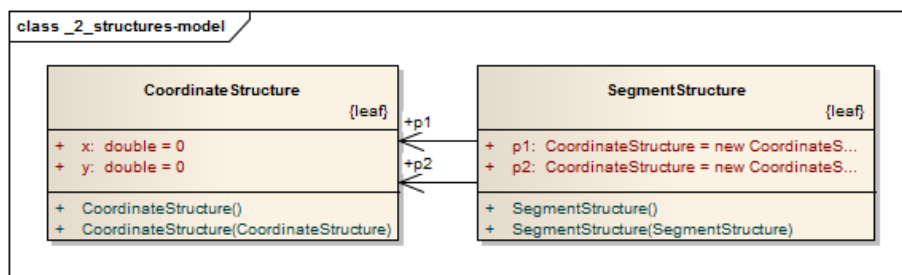 class _2_structures-model
CoordinateStructure
{leaf}
+ x: double = 0
+ y: double = 0
+ CoordinateStructure()
+ CoordinateStructure(CoordinateStructure)
+p1
+p2
SegmentStructure
{leaf}
+ p1: CoordinateStructure = new CoordinateS...
+ p2: CoordinateStructure = new CoordinateS...
+ SegmentStructure()
+ SegmentStructure(SegmentStructure)